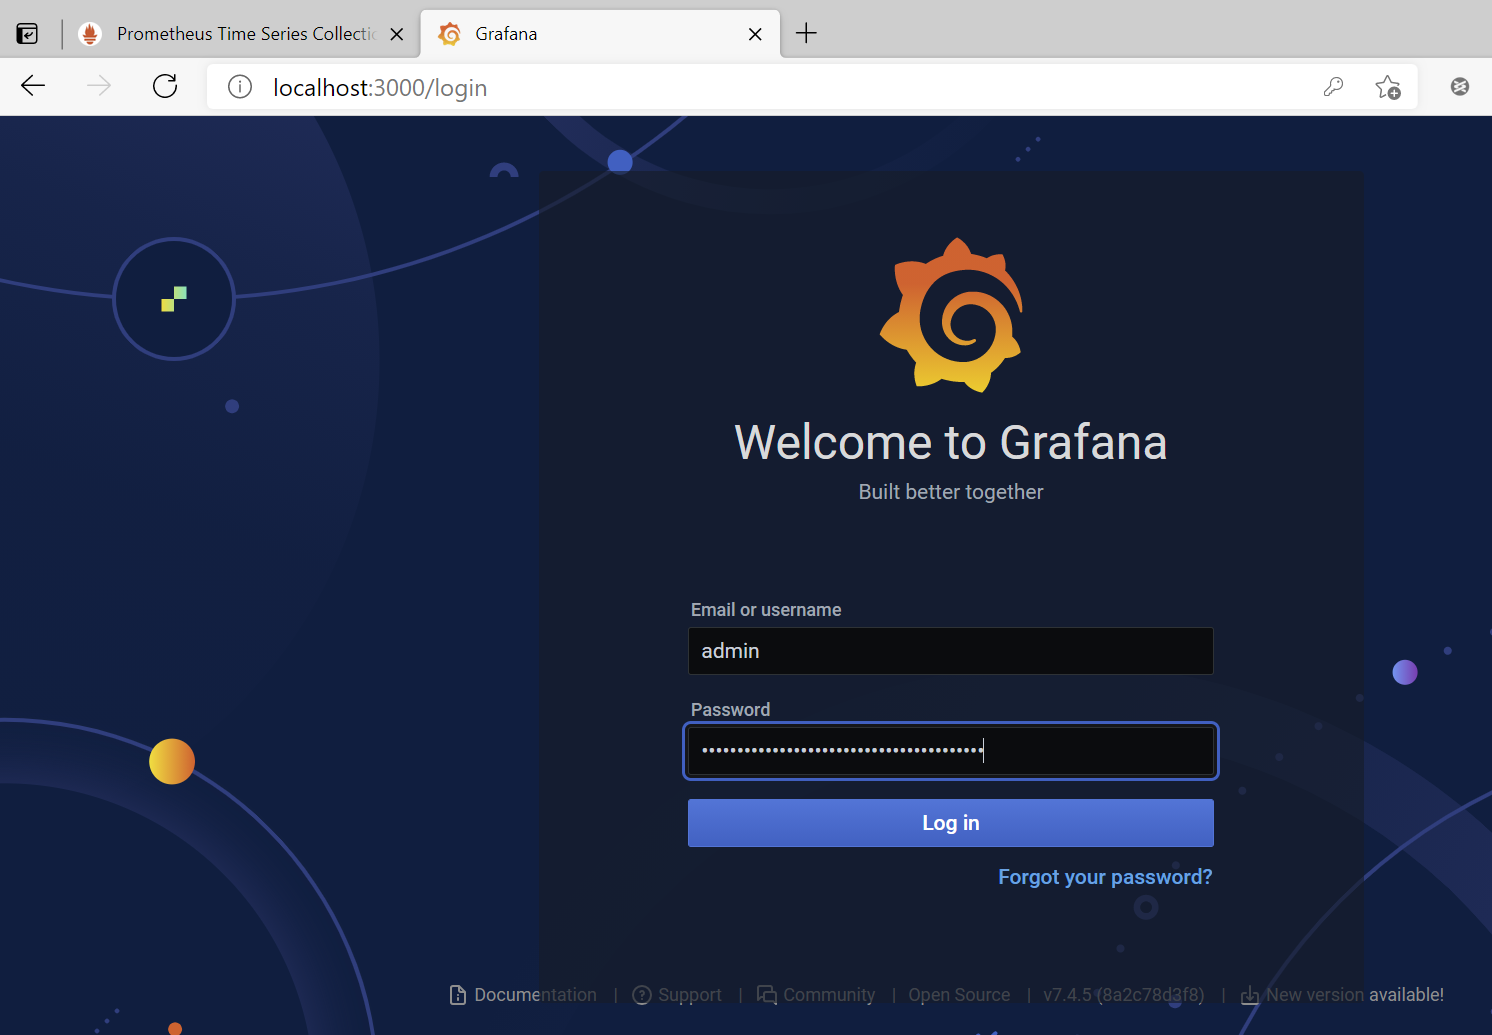 Prometheus Time Series Collectio
Grafana
localhost:3000/login
Welcome to Grafana
Built better together
Email or username
admin
Password
••••••••••••••••••••••••••••••••••••••••
Log in
Forgot your password?
Documentation | Support | Community | Open Source | v7.4.5 (8a2c78d3f8) | New version available!